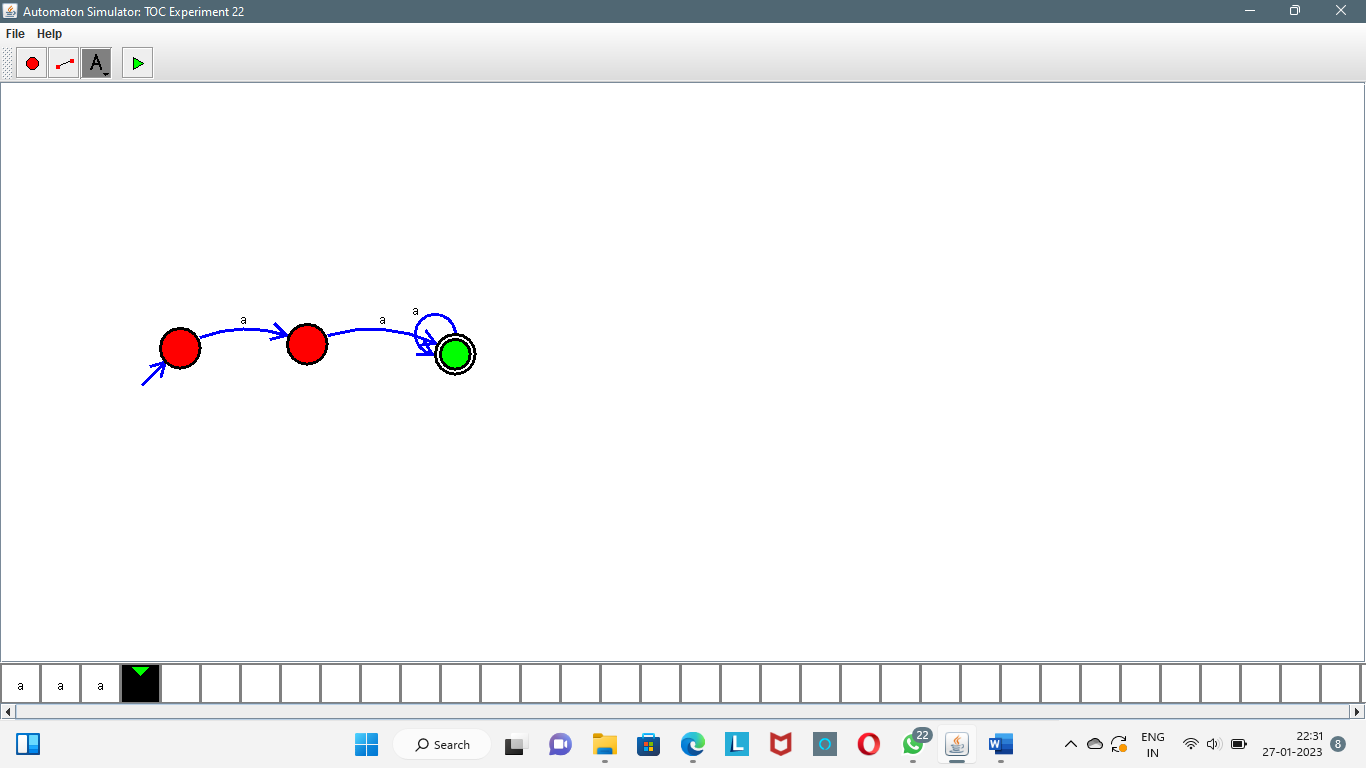 Automaton Simulator: TOC Experiment 22
File Help
A
a a a
a a a
Search
L
W
22
ENG
IN
22:31
27-01-2023
8